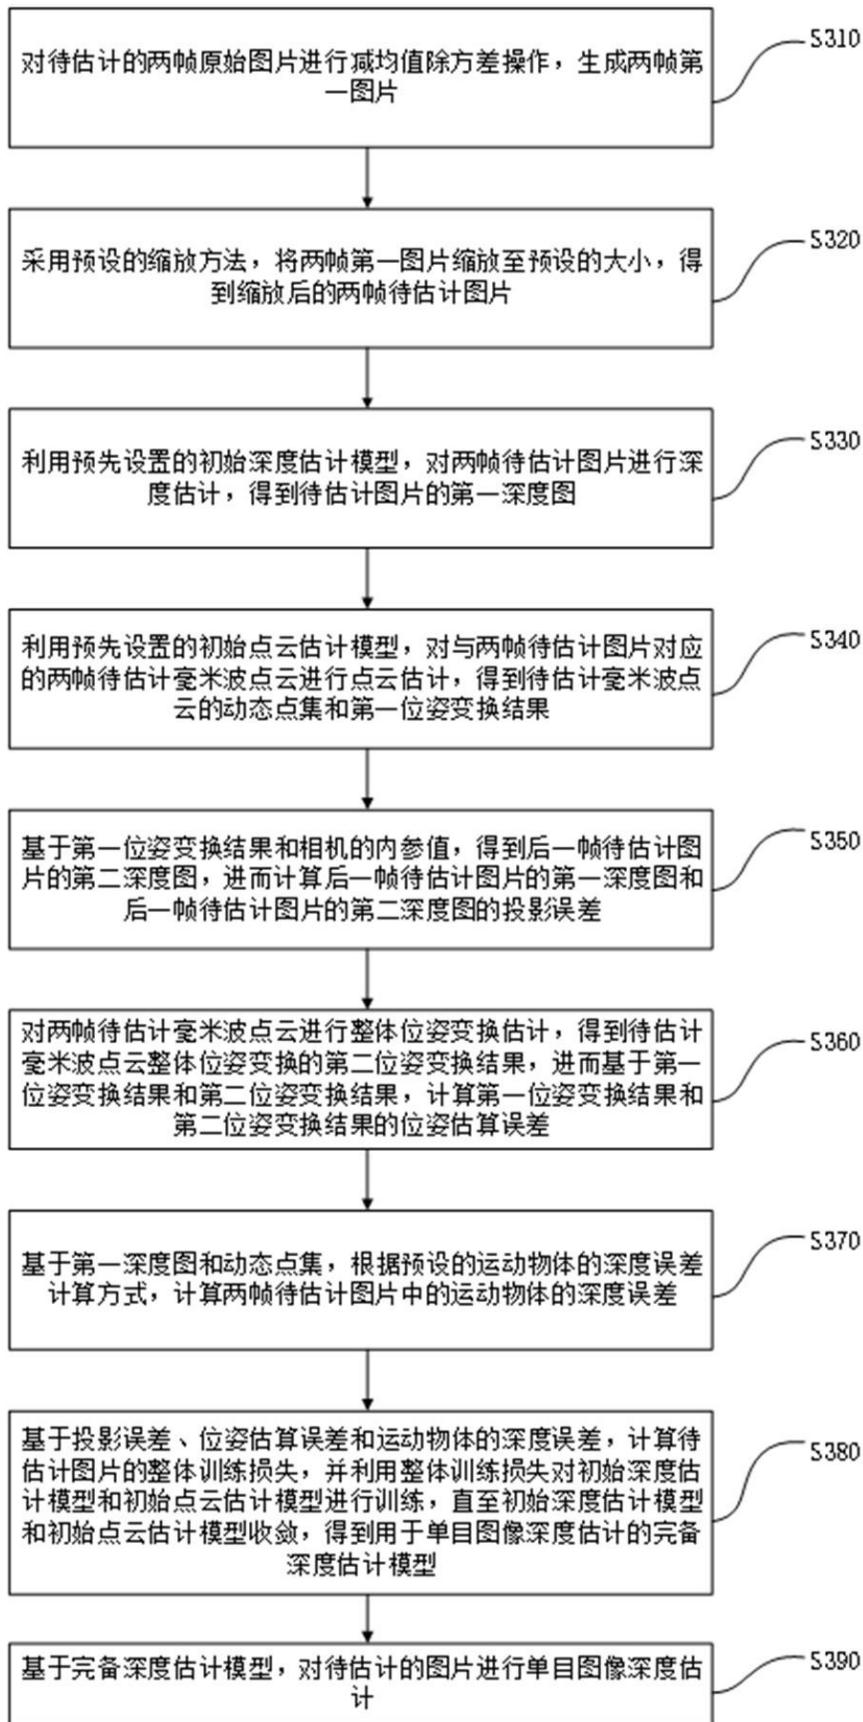 S310
对待估计的两帧原始图片进行减均值除方差操作，生成两帧第
一图片
S320
采用预设的缩放方法，将两帧第一图片缩放至预设的大小，得
到缩放后的两帧待估计图片
S330
利用预先设置的初始深度估计模型，对两帧待估计图片进行深
度估计，得到待估计图片的第一深度图
S340
利用预先设置的初始点云估计模型，对与两帧待估计图片对应
的两帧待估计毫米波点云进行点云估计，得到待估计毫米波点
云的动态点集和第一位姿变换结果
S350
基于第一位姿变换结果和相机的内参值，得到后一帧待估计图
片的第二深度图，进而计算后一帧待估计图片的第一深度图和
后一帧待估计图片的第二深度图的投影误差
S360
对两帧待估计毫米波点云进行整体位姿变换估计，得到待估计
毫米波点云整体位姿变换的第二位姿变换结果，进而基于第一
位姿变换结果和第二位姿变换结果，计算第一位姿变换结果和
第二位姿变换结果的位姿估算误差
S370
基于第一深度图和动态点集，根据预设的运动物体的深度误差
计算方式，计算两帧待估计图片中的运动物体的深度误差
S380
基于投影误差、位姿估算误差和运动物体的深度误差，计算待
估计图片的整体训练损失，并利用整体训练损失对初始深度估
计模型和初始点云估计模型进行训练，直至初始深度估计模型
和初始点云估计模型收敛，得到用于单目图像深度估计的完备
深度估计模型
S390
基于完备深度估计模型，对待估计的图片进行单目图像深度估
计